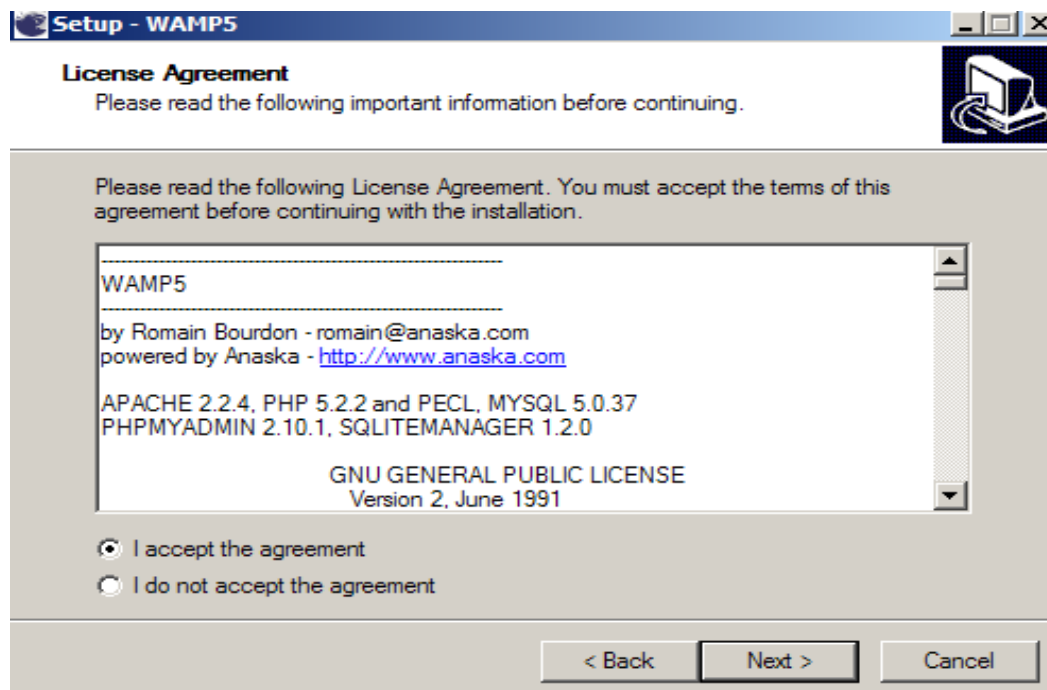 Setup - WAMP5
License Agreement
Please read the following important information before continuing.
Please read the following License Agreement. You must accept the terms of this
agreement before continuing with the installation.
WAMP5
by Romain Bourdon - romain@anaska.com
powered by Anaska - http://www.anaska.com
APACHE 2.2.4, PHP 5.2.2 and PECL, MYSQL 5.0.37
PHPMYADMIN 2.10.1, SQLITEMANAGER 1.2.0
GNU GENERAL PUBLIC LICENSE
Version 2, June 1991
I accept the agreement
I do not accept the agreement
< Back Next > Cancel